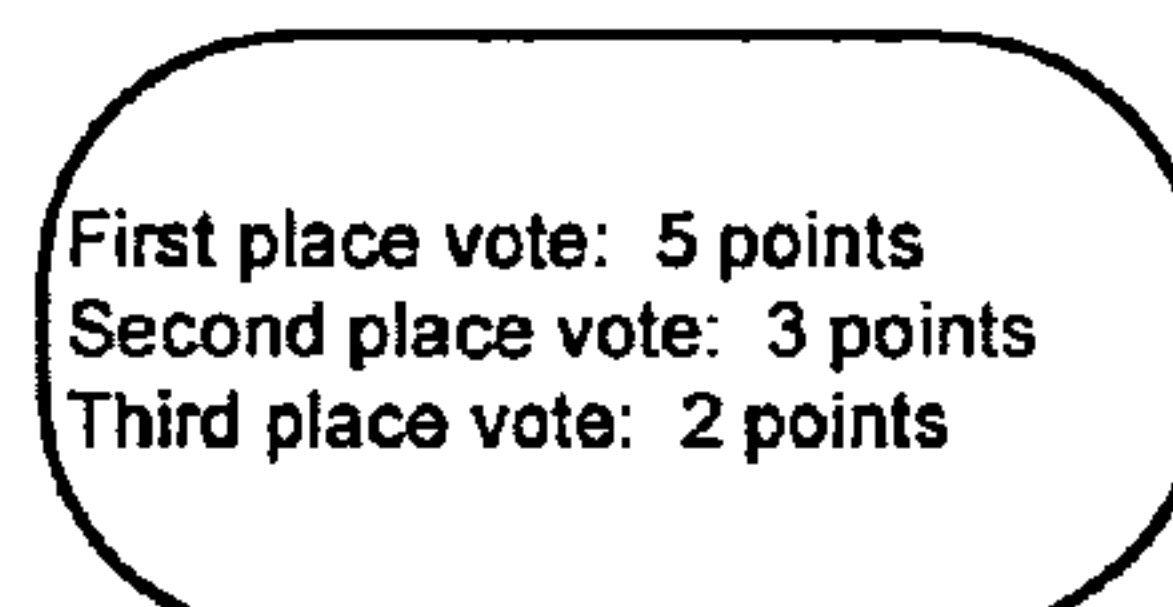 First place vote: 5 points
Second place vote: 3 points
Third place vote: 2 points